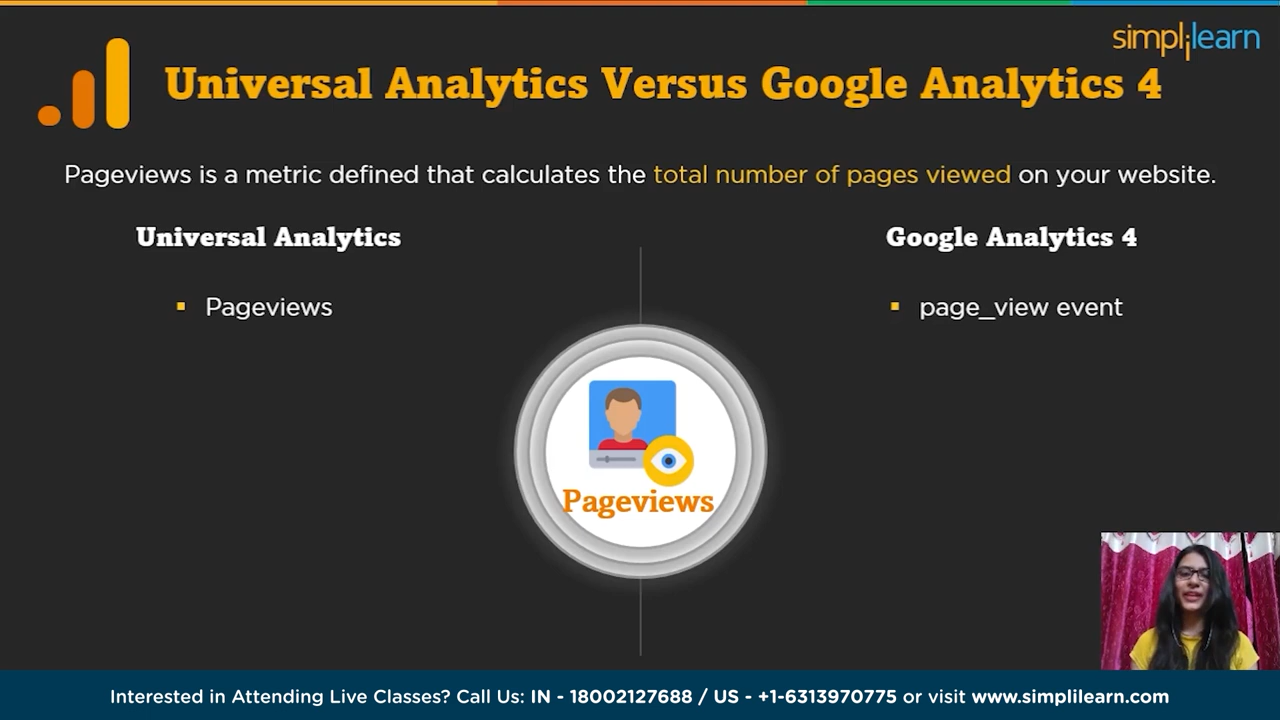 simplilearn
Universal Analytics Versus Google Analytics 4
Pageviews is a metric defined that calculates the total number of pages viewed on your website.
Universal Analytics
Pageviews
Google Analytics 4
page_view event
Pageviews
Interested in Attending Live Classes? Call Us: IN - 18002127688 / US - +1-6313970775 or visit www.simplilearn.com